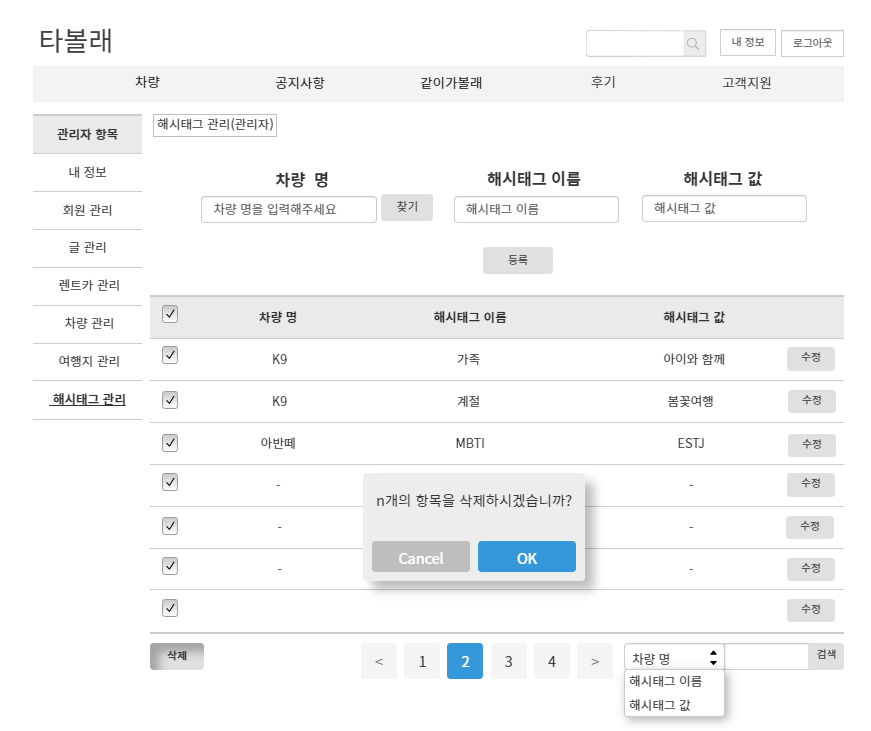 타볼래
내 정보 로그아웃
차량 공지사항 같이가볼래 후기 고객지원
관리자 항목
내 정보
회원 관리
글 관리
렌트카 관리
차량 관리
여행지 관리
해시태그 관리
해시태그 관리(관리자)
차량 명 해시태그 이름 해시태그 값
차량 명을 입력해주세요 찾기 해시태그 이름 해시태그 값
등록
차량 명 해시태그 이름 해시태그 값
K9 가족 아이와 함께 수정
K9 계절 봄꽃여행 수정
아반떼 MBTI ESTJ 수정
- - 수정
- - 수정
- - 수정
수정
n개의 항목을 삭제하시겠습니까?
Cancel OK
삭제 < 1 2 3 4 > 차량 명 검색
해시태그 이름
해시태그 값